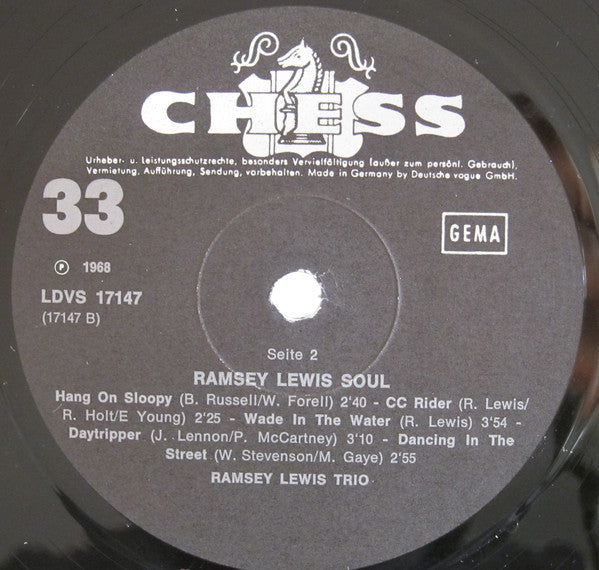 CHESS
Urheber- u. Leistungsschutzrechte, besonders Vervielfältigung (außer zum persönl. Gebrauch),
Vermietung. Aufführung, Sendung, vorbehalten. Made in Germany by Deutsche vogue GmbH.
33
GEMA
℗ 1968
LDVS 17147
(17147 B)
Seite 2
RAMSEY LEWIS SOUL
Hang On Sloopy (B. Russell/W. Forell) 2'40 - CC Rider (R. Lewis/
R. Holt/E Young) 2'25 - Wade In The Water (R. Lewis) 3'54 -
Daytripper (J. Lennon/P. McCartney) 3'10 - Dancing In The
Street (W. Stevenson/M. Gaye) 2'55
RAMSEY LEWIS TRIO